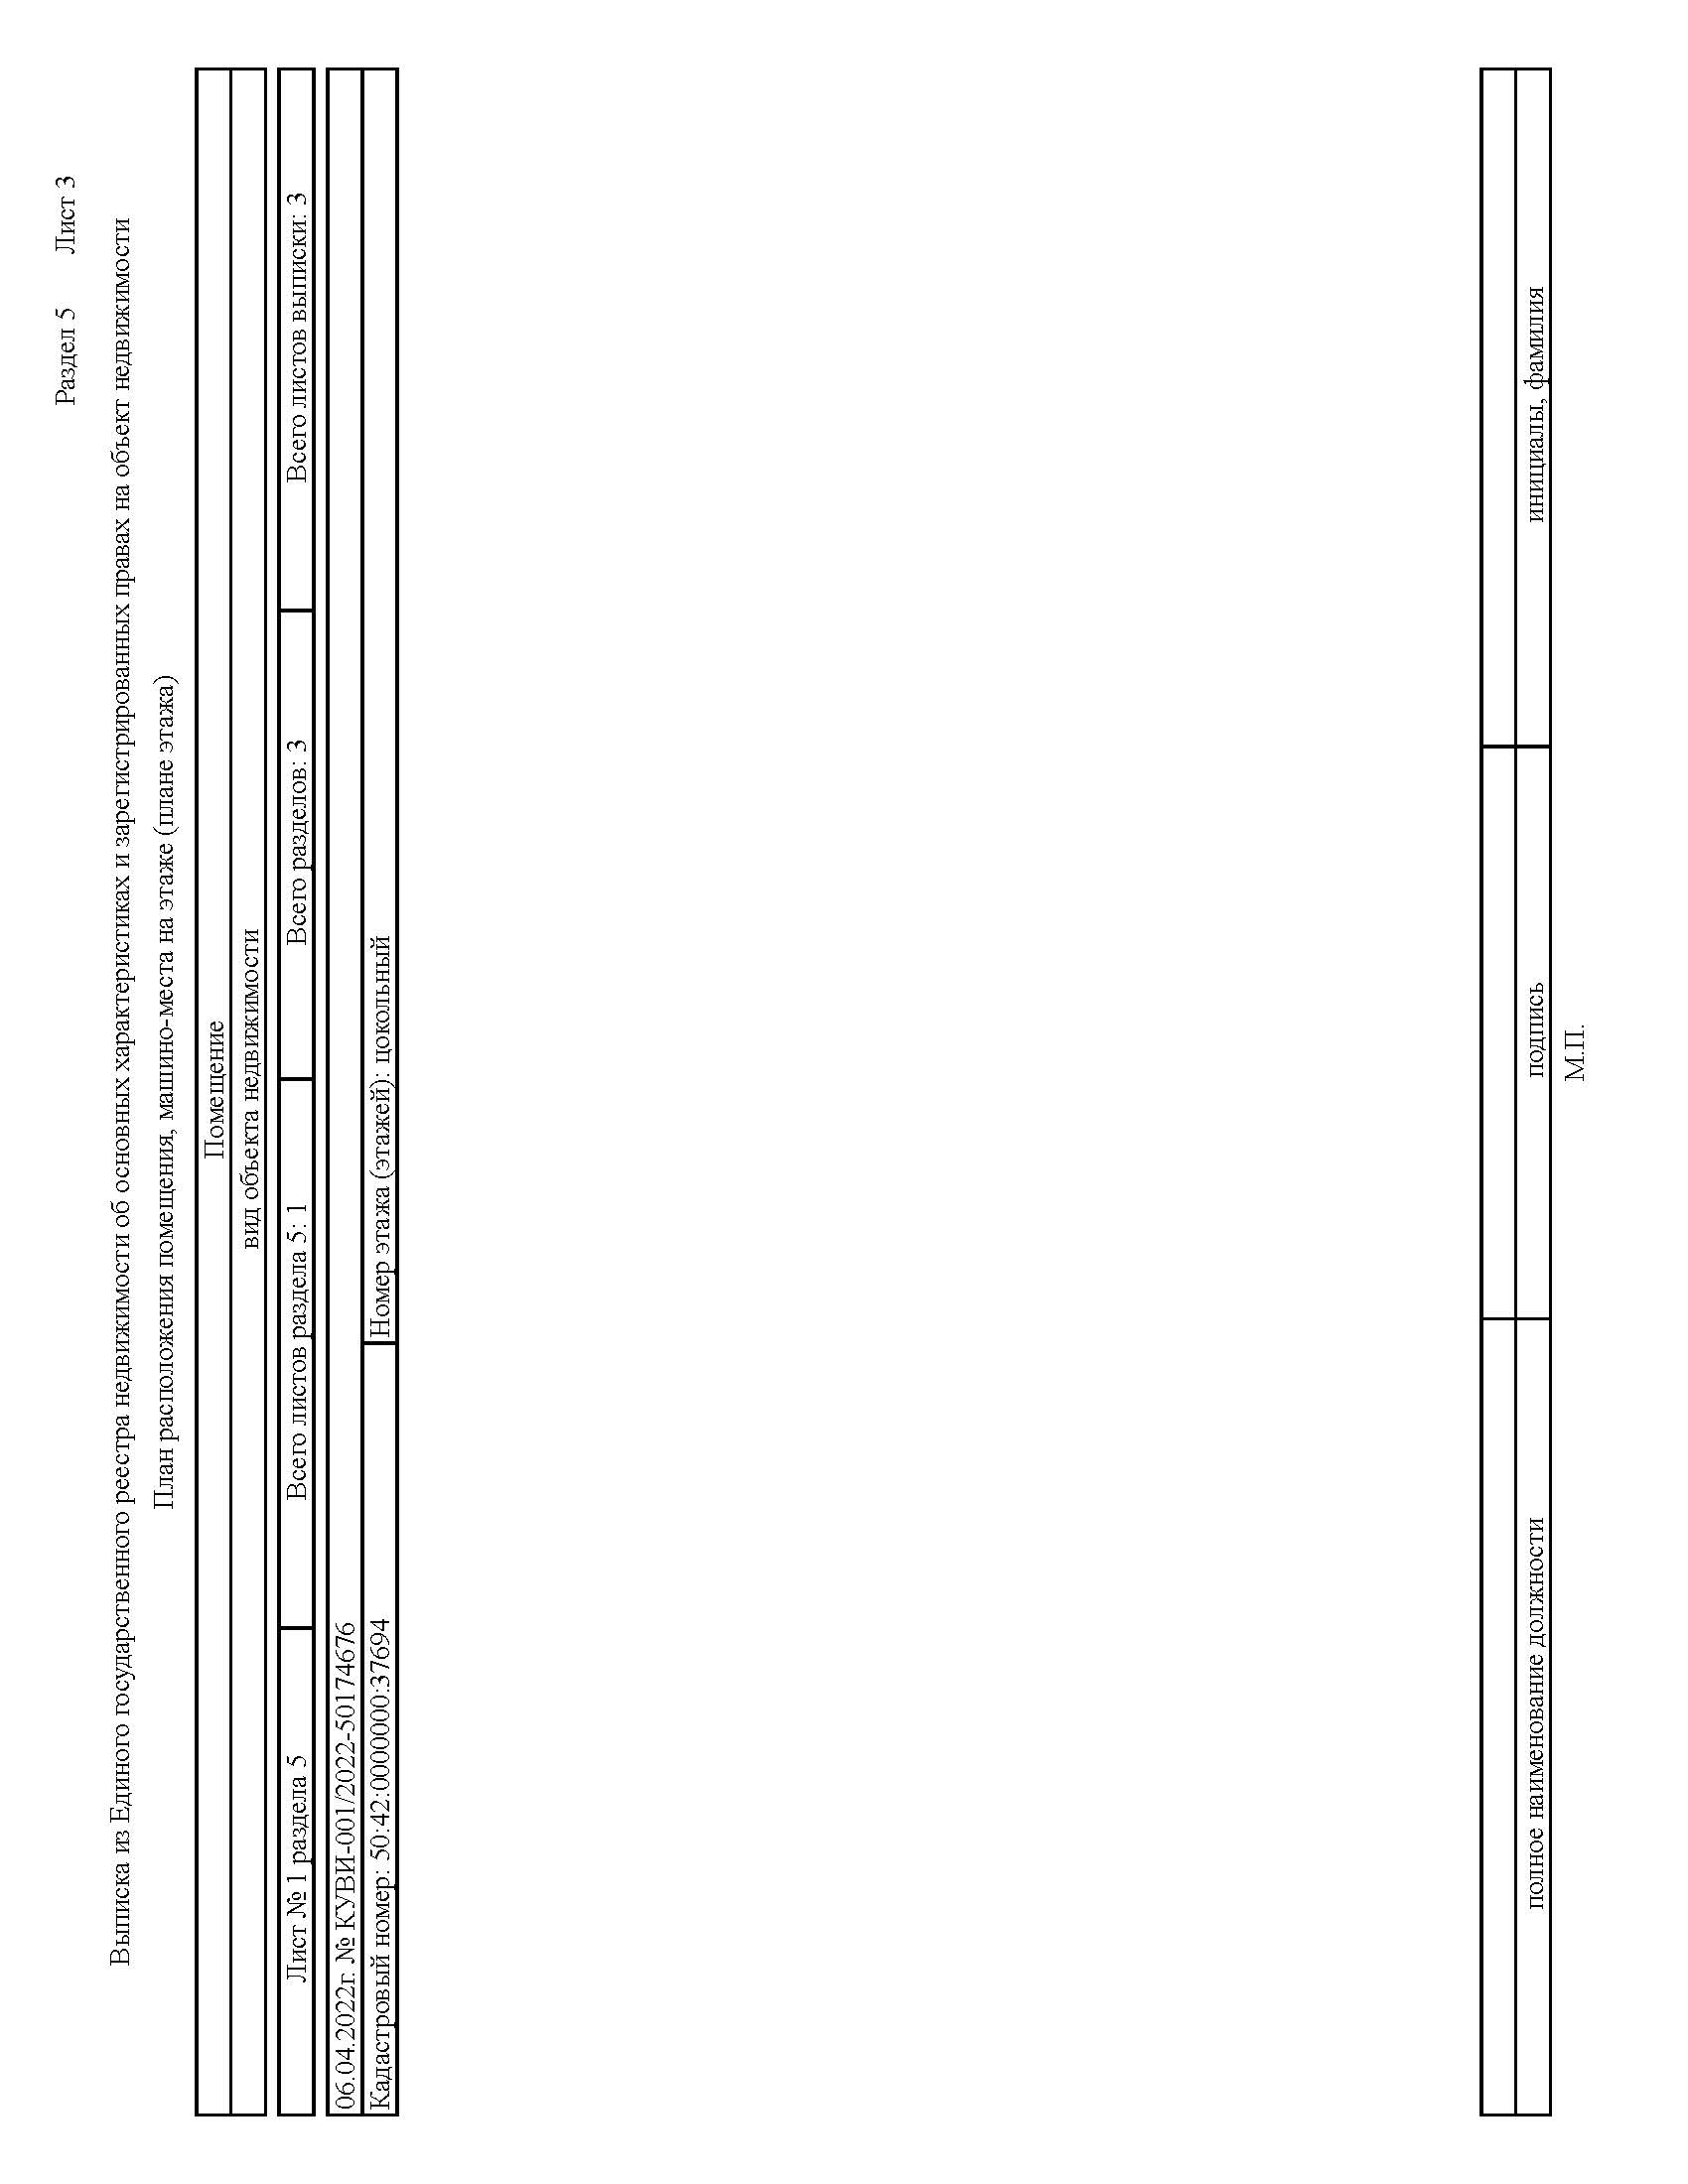 Раздел 5 Лист 3
Выписка из Единого государственного реестра недвижимости об основных характеристиках и зарегистрированных правах на объект недвижимости
План расположения помещения, машино-места на этаже (плане этажа)
Помещение
вид объекта недвижимости
Лист № 1 раздела 5 Всего листов раздела 5: 1 Всего разделов: 3 Всего листов выписки: 3
06.04.2022г. № КУВИ-001/2022-50174676
Кадастровый номер: 50:42:0000000:37694 Номер этажа (этажей): цокольный
полное наименование должности подпись инициалы, фамилия
М.П.